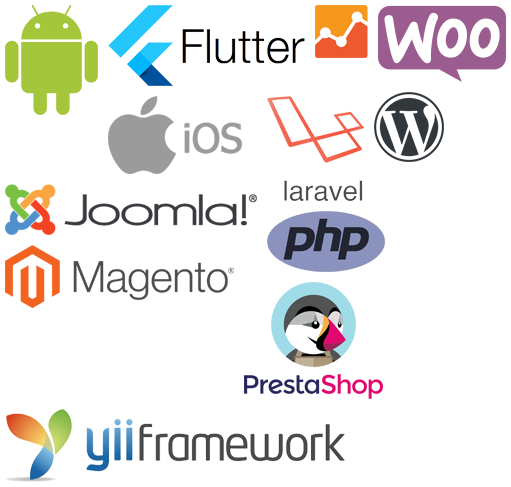 Flutter
WOO
iOS
W
laravel
Joomla!®
php
Magento®
PrestaShop
yiiframework